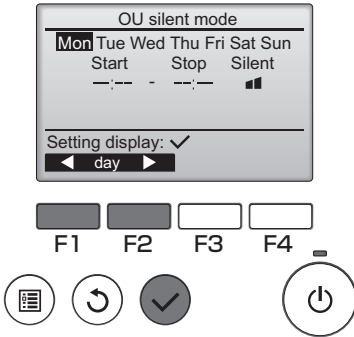 OU silent mode
Mon Tue Wed Thu Fri Sat Sun
Start Stop Silent
--:-- - --:--
Setting display: ✓
◀ day ▶
F1 F2 F3 F4